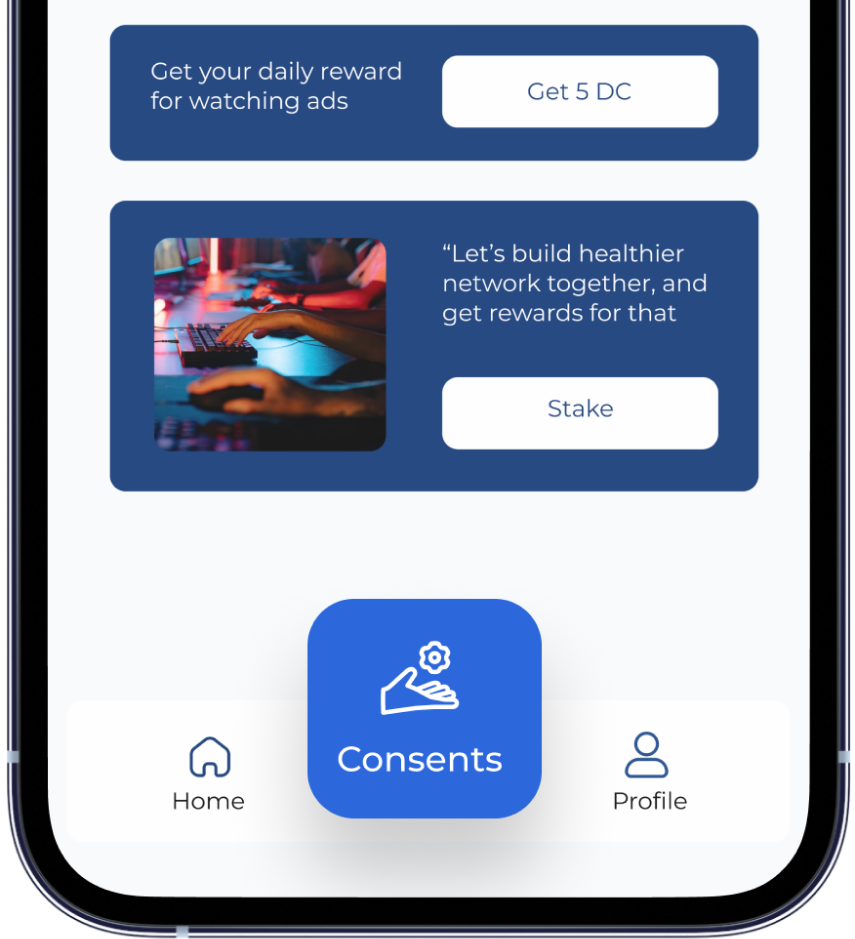 Get your daily reward
for watching ads
Get 5 DC
“Let’s build healthier
network together, and
get rewards for that
Stake
Consents
Home
Profile